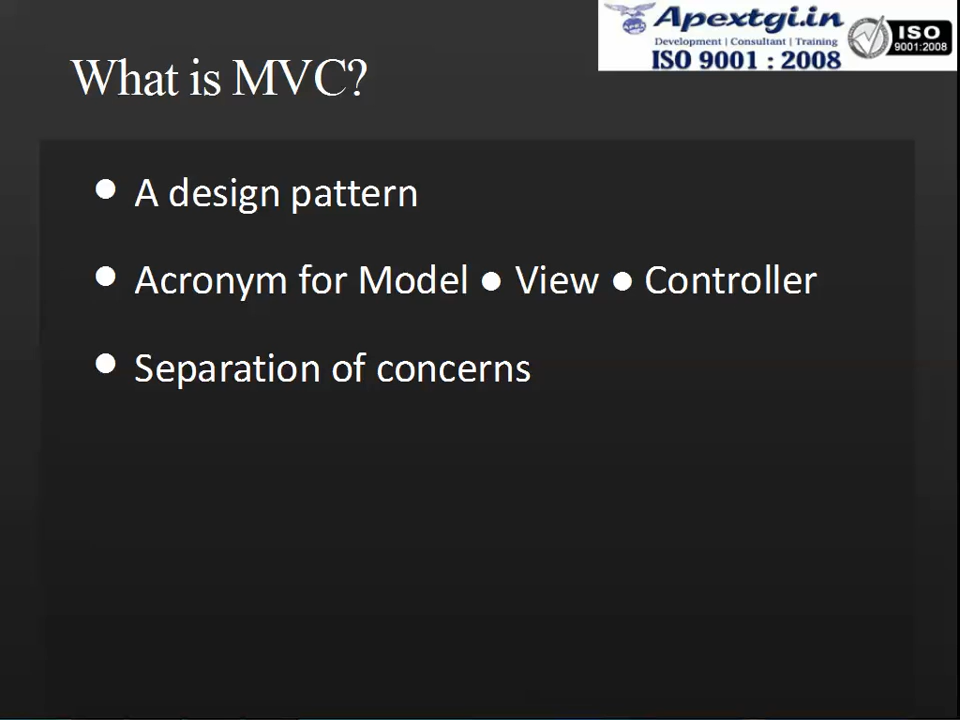 Apextgi.in
Development | Consultant | Training
ISO 9001 : 2008
ISO
9001:2008
What is MVC?
● A design pattern
● Acronym for Model ● View ● Controller
● Separation of concerns